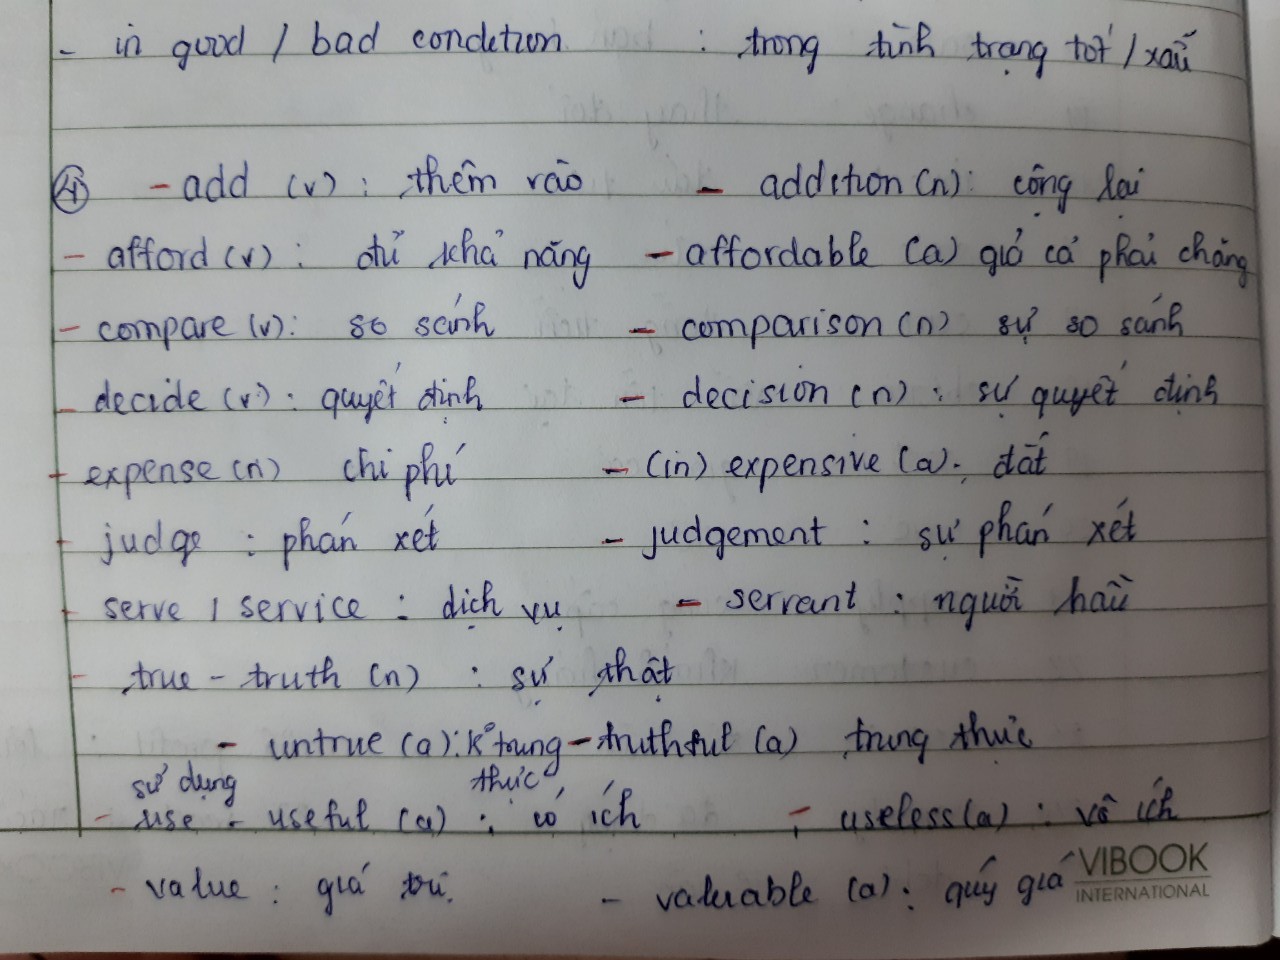 - in good / bad condition : trong tình trạng tốt / xấu
④ - add (v) : thêm vào - addition (n): cộng lại
- afford (v) : đủ khả năng - affordable (a) giá cả phải chăng
- compare (v): so sánh - comparison (n) sự so sánh
- decide (v) : quyết định - decision (n) : sự quyết định
- expense (n) chi phí - (in) expensive (a): đắt
- judge : phán xét - judgement : sự phán xét
- serve / service : dịch vụ - servant : người hầu
- true - truth (n) : sự thật
- untrue (a): k° trung thực - truthful (a) trung thực
sử dụng
- use - useful (a) : có ích - useless (a) : vô ích
- value : giá trị. - valuable (a) : quý giá
VIBOOK
INTERNATIONAL